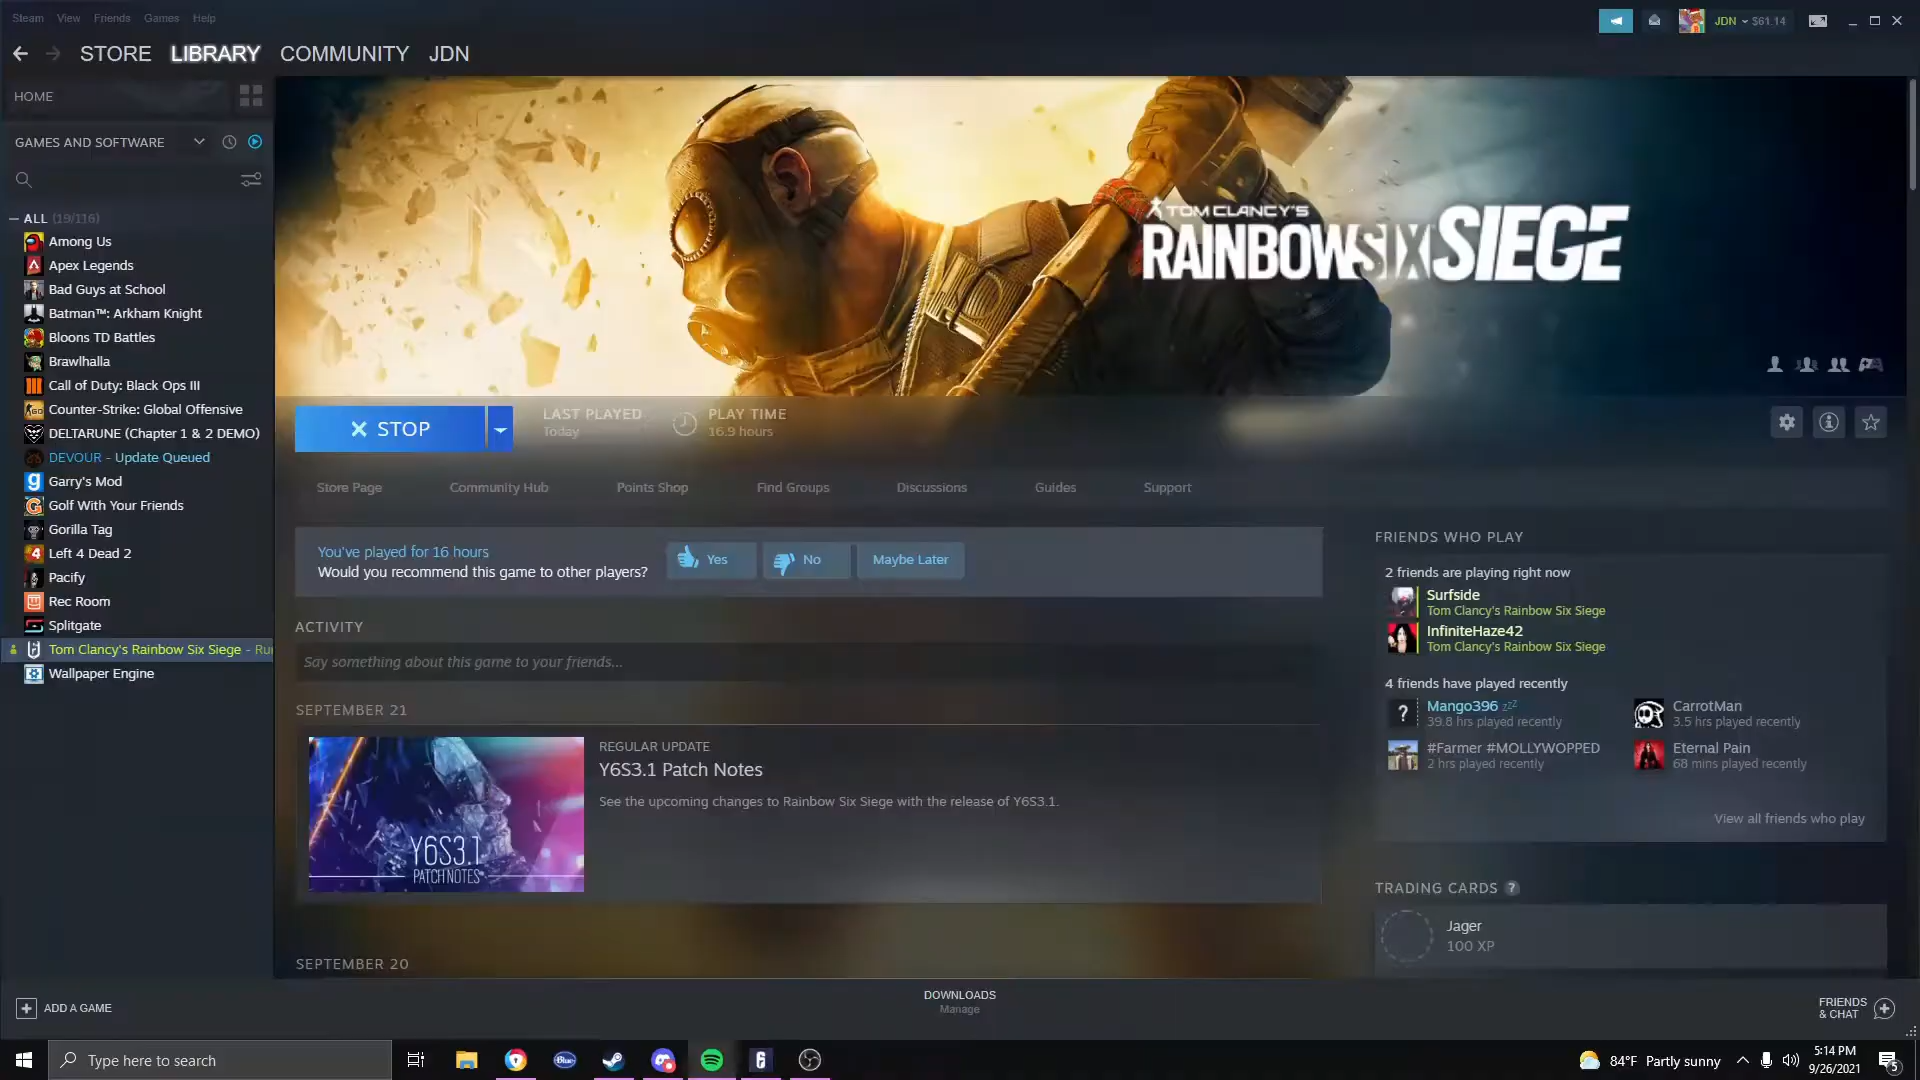 Steam View Friends Games Help
JDN $61.14
STORE LIBRARY COMMUNITY JDN
HOME
GAMES AND SOFTWARE
ALL (19/116)
Among Us
Apex Legends
Bad Guys at School
Batman™: Arkham Knight
Bloons TD Battles
Brawlhalla
Call of Duty: Black Ops III
Counter-Strike: Global Offensive
DELTARUNE (Chapter 1 & 2 DEMO)
DEVOUR - Update Queued
Garry's Mod
Golf With Your Friends
Gorilla Tag
Left 4 Dead 2
Pacify
Rec Room
Splitgate
Tom Clancy's Rainbow Six Siege - Ru
Wallpaper Engine
ADD A GAME
TOM CLANCY'S
RAINBOW SIX SIEGE
STOP
LAST PLAYED
Today
PLAY TIME
16.9 hours
Store Page Community Hub Points Shop Find Groups Discussions Guides Support
You've played for 16 hours
Would you recommend this game to other players?
Yes No Maybe Later
ACTIVITY
Say something about this game to your friends...
SEPTEMBER 21
Y6S3.1
PATCH NOTES
REGULAR UPDATE
Y6S3.1 Patch Notes
See the upcoming changes to Rainbow Six Siege with the release of Y6S3.1.
SEPTEMBER 20
FRIENDS WHO PLAY
2 friends are playing right now
Surfside
Tom Clancy's Rainbow Six Siege
InfiniteHaze42
Tom Clancy's Rainbow Six Siege
4 friends have played recently
?
Mango396 zzz
39.8 hrs played recently
CarrotMan
3.5 hrs played recently
#Farmer #MOLLYWOPPED
2 hrs played recently
Eternal Pain
68 mins played recently
View all friends who play
TRADING CARDS ?
Jager
100 XP
DOWNLOADS
Manage
FRIENDS
& CHAT
Type here to search
Blue
84°F Partly sunny
5:14 PM
9/26/2021
5